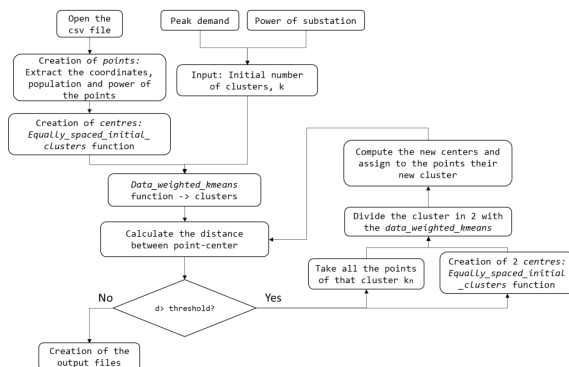 Open the
csv file
Peak demand
Power of substation
Creation of points:
Extract the coordinates,
population and power of
the points
Input: Initial number
of clusters, k
Creation of centres:
Equally_spaced_initial_
clusters function
Compute the new centers and
assign to the points their
new cluster
Data_weighted_kmeans
function -> clusters
Divide the cluster in 2 with
the data_weighted_kmeans
Calculate the distance
between point-center
Take all the points
of that cluster kn
Creation of 2 centres:
Equally_spaced_initial
_clusters function
No
d> threshold?
Yes
Creation of the
output files